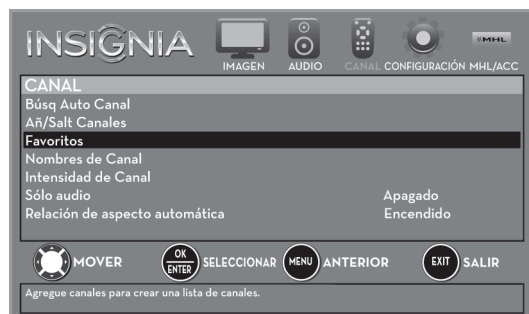 INSIGNIA
IMAGEN AUDIO CANAL CONFIGURACIÓN MHL/ACC
MHL
CANAL
Búsq Auto Canal
Añ/Salt Canales
Favoritos
Nombres de Canal
Intensidad de Canal
Sólo audio Apagado
Relación de aspecto automática Encendido
MOVER OK ENTER SELECCIONAR MENU ANTERIOR EXIT SALIR
Agregue canales para crear una lista de canales.